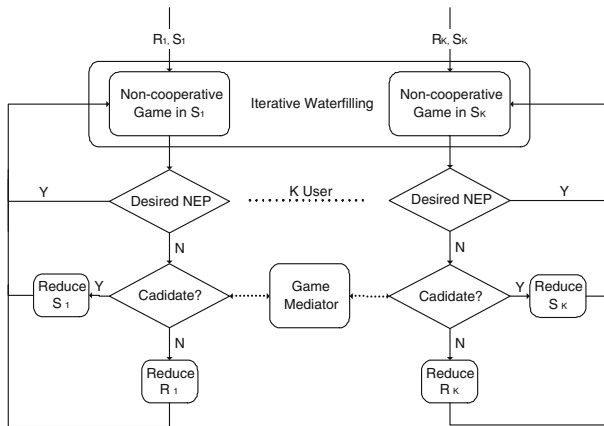 R1, S1
RK, SK
Non-cooperative
Game in S1
Iterative Waterfilling
Non-cooperative
Game in SK
Y
Desired NEP
K User
Desired NEP
Y
N
N
Reduce
S 1
Y
Cadidate?
Game
Mediator
Cadidate?
Y
Reduce
S K
N
N
Reduce
R 1
Reduce
R K